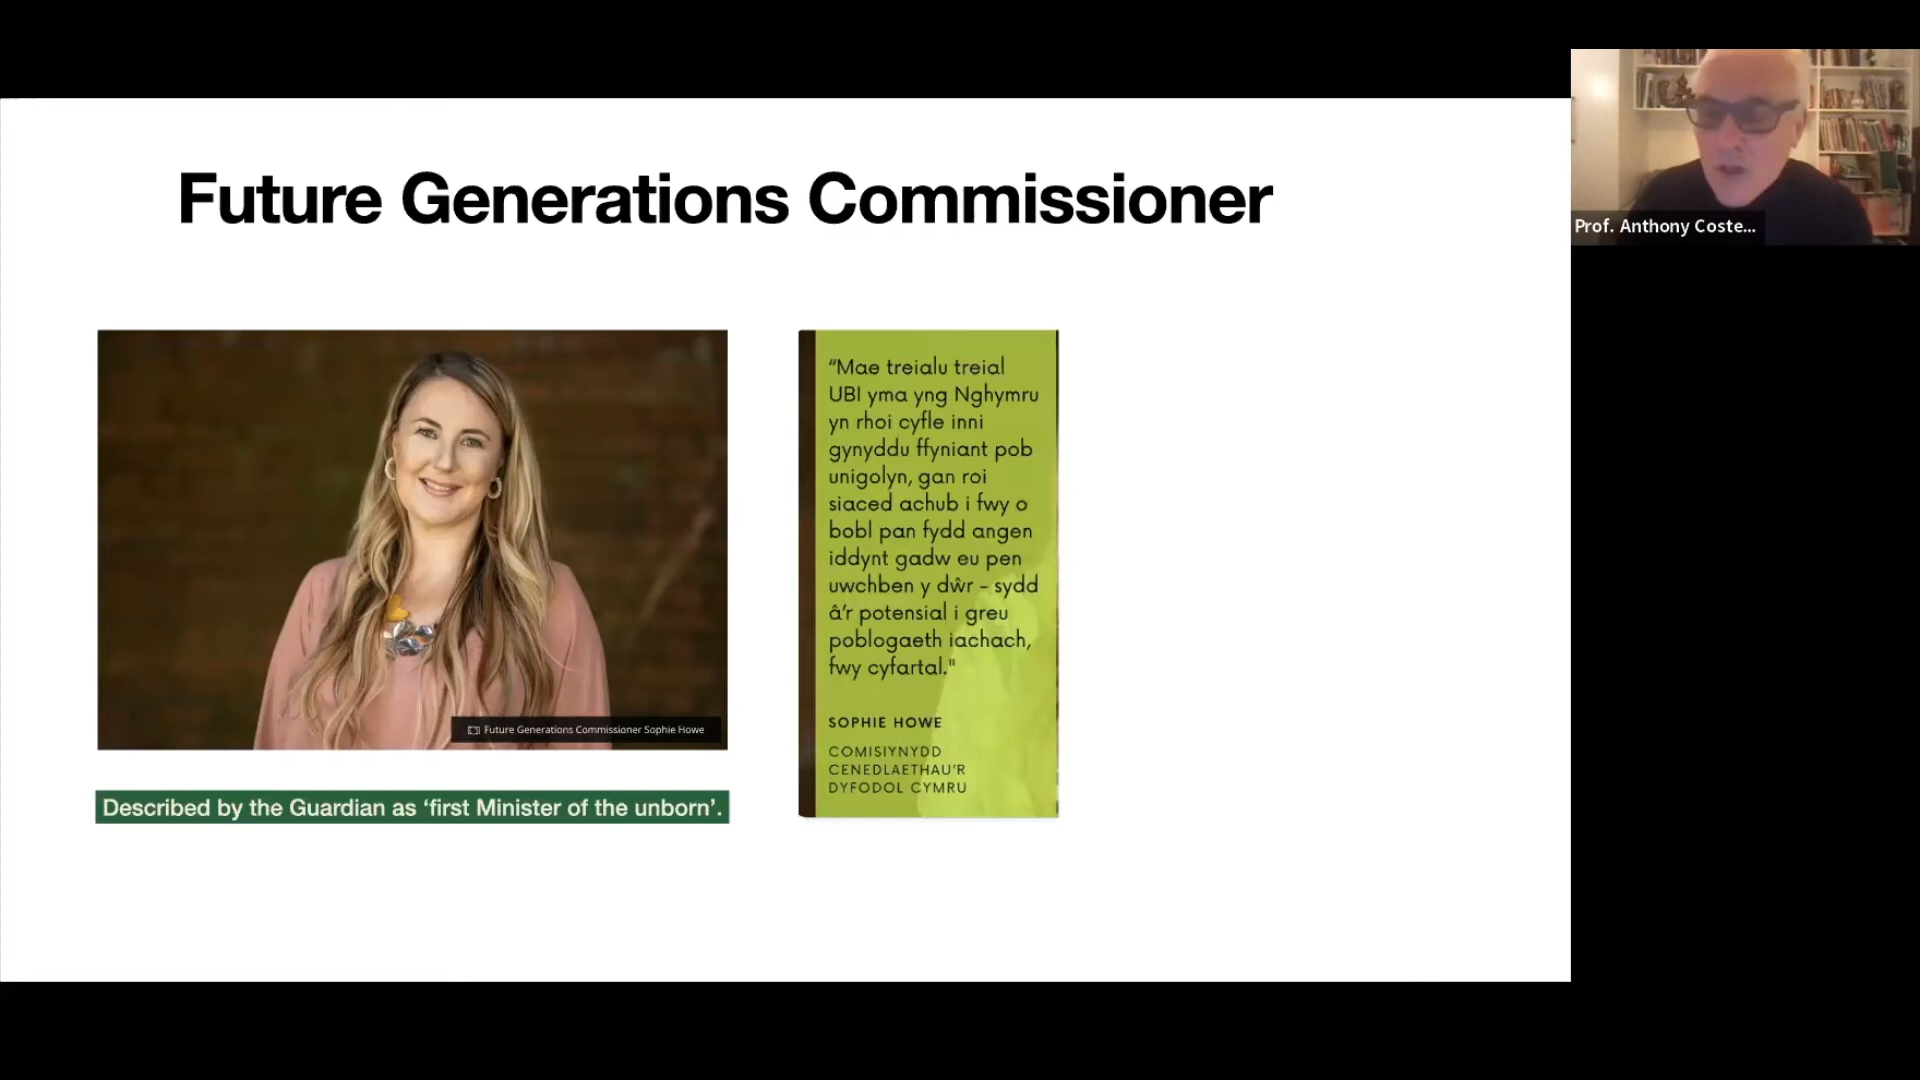 Future Generations Commissioner
Prof. Anthony Coste...
“Mae treialu treial
UBI yma yng Nghymru
yn rhoi cyfle inni
gynyddu ffyniant pob
unigolyn, gan roi
siaced achub i fwy o
bobl pan fydd angen
iddynt gadw eu pen
uwchben y dŵr - sydd
â’r potensial i greu
poblogaeth iachach,
fwy cyfartal."
SOPHIE HOWE
COMISIYNYDD
CENEDLAETHAU’R
DYFODOL CYMRU
Future Generations Commissioner Sophie Howe
Described by the Guardian as ‘first Minister of the unborn’.